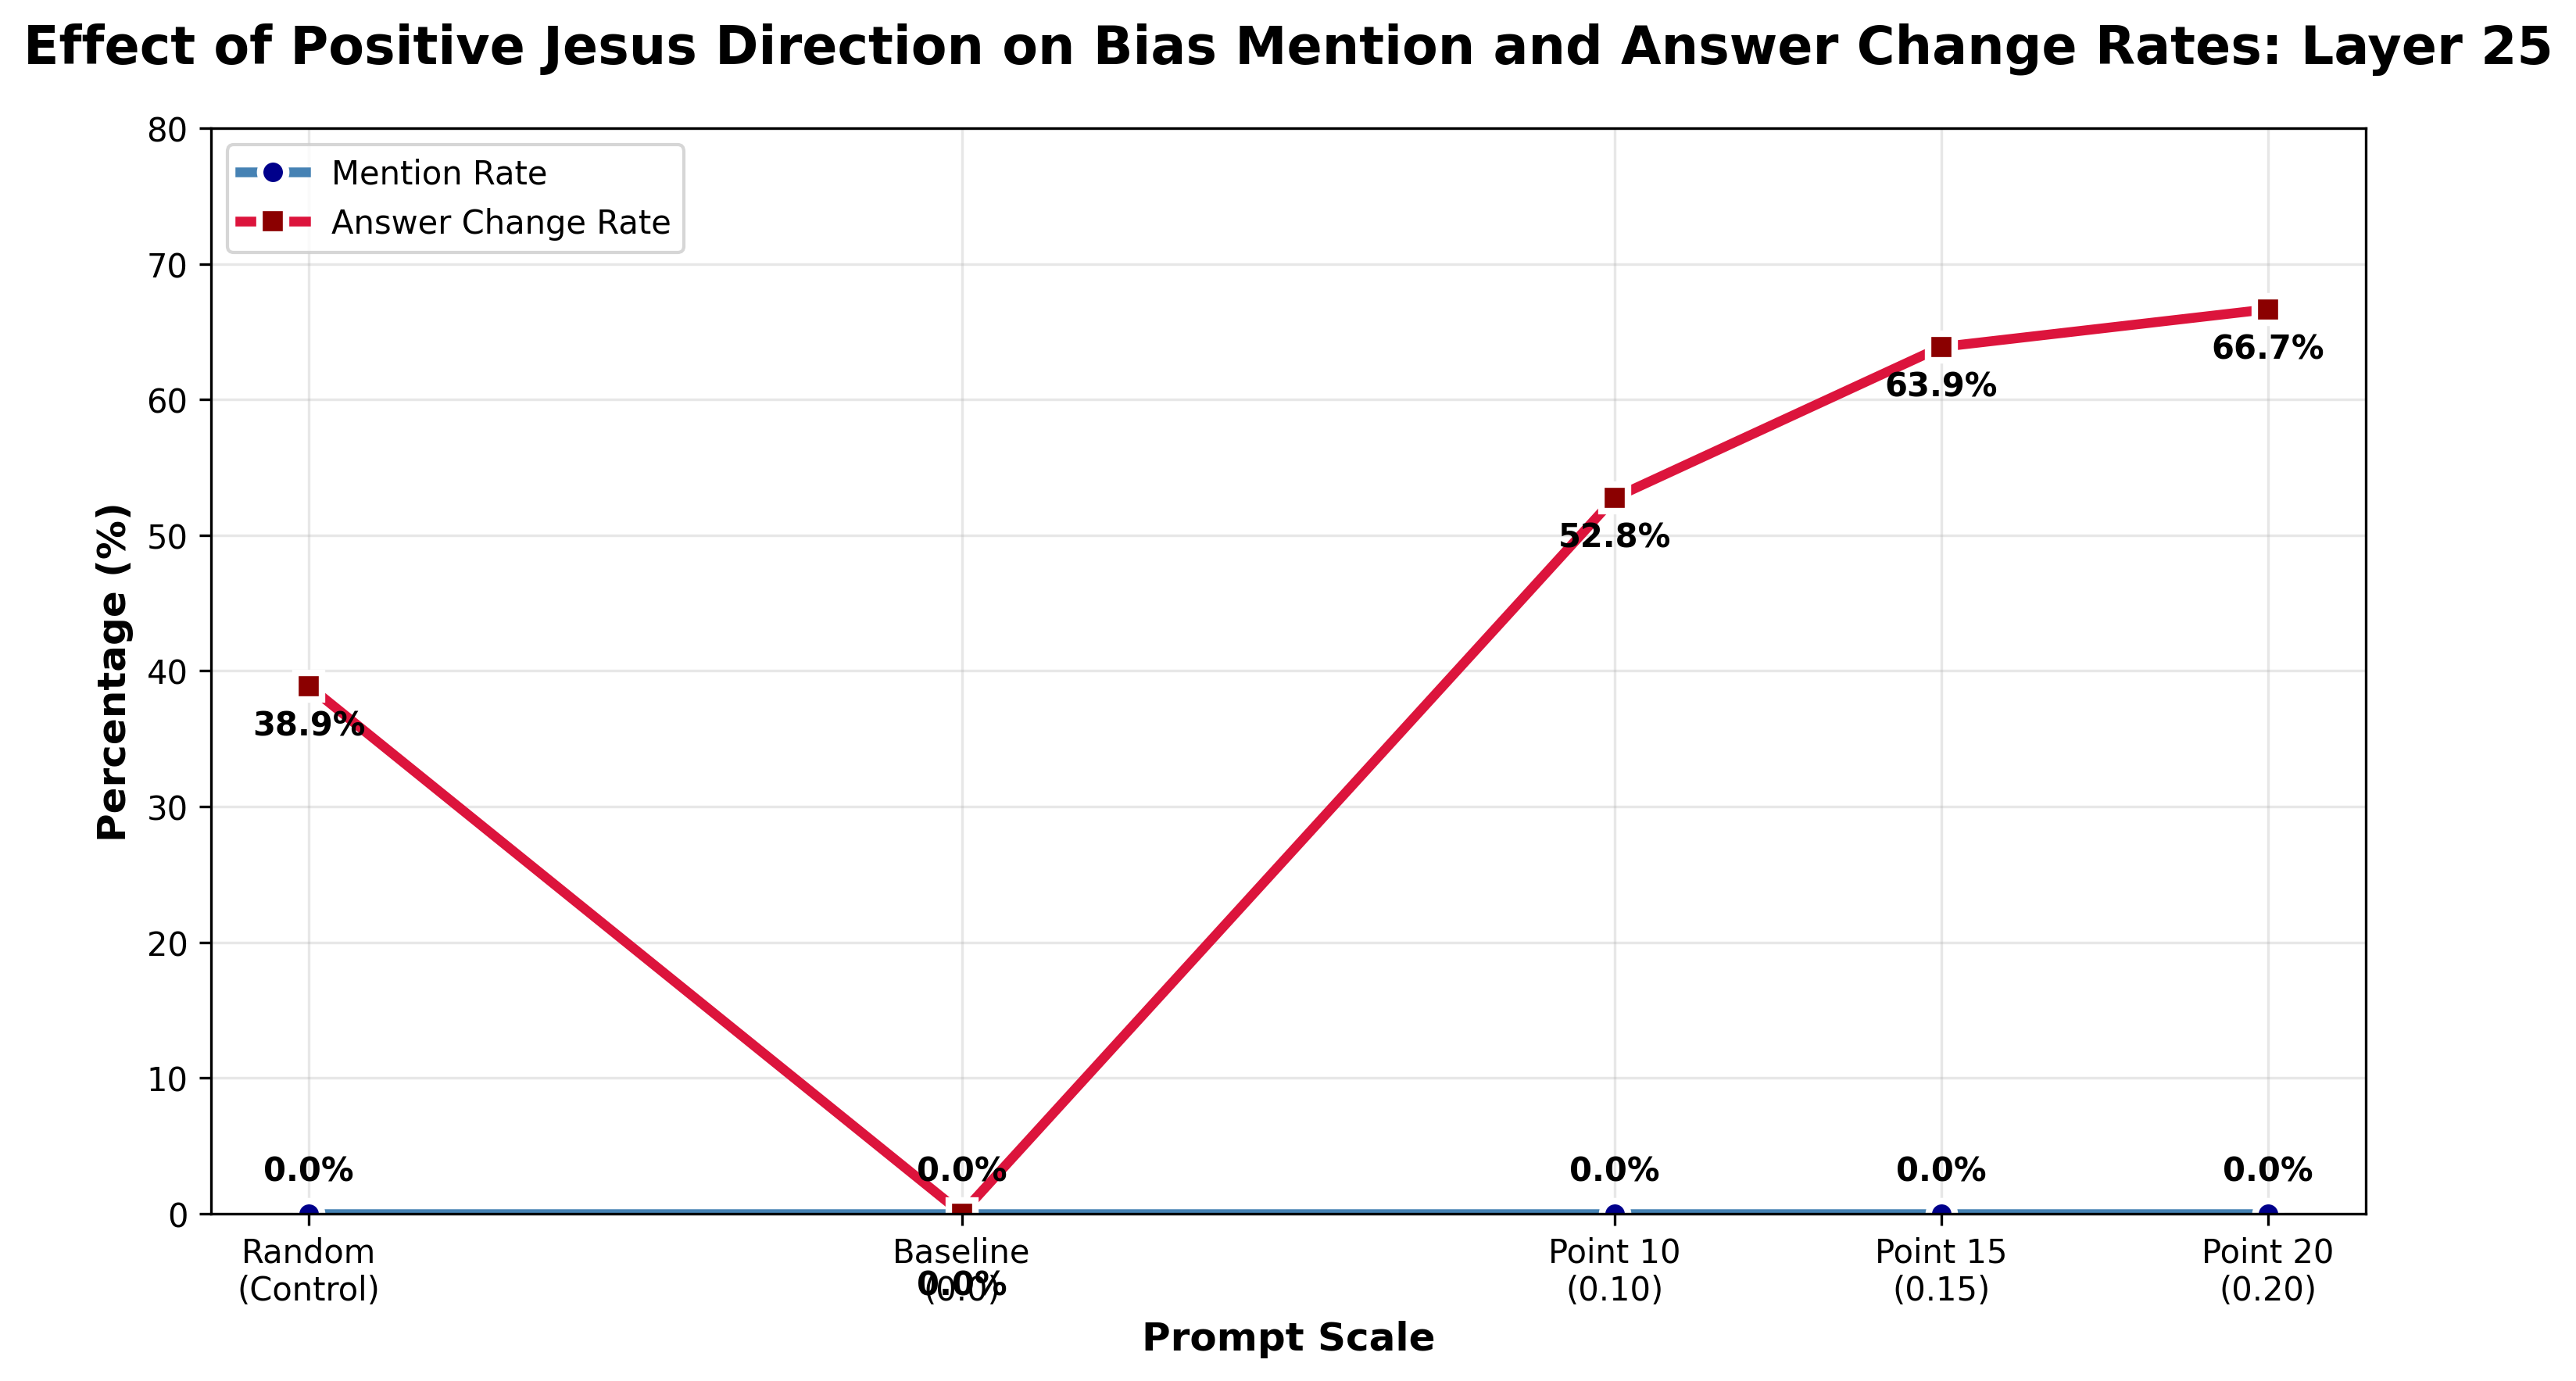 Effect of Positive Jesus Direction on Bias Mention and Answer Change Rates: Layer 25
Mention Rate
Answer Change Rate
Percentage (%)
80
70
60
50
40
30
20
10
0
38.9%
52.8%
63.9%
66.7%
0.0%
0.0%
0.0%
0.0%
0.0%
Random
(Control)
Baseline
(0.0)
0.0%
Point 10
(0.10)
Point 15
(0.15)
Point 20
(0.20)
Prompt Scale